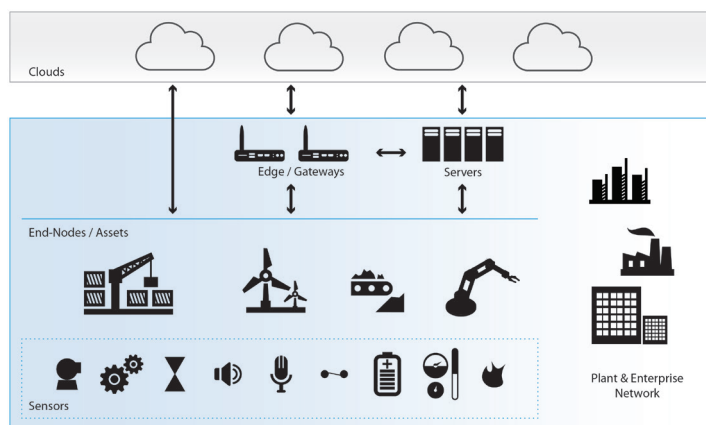 Clouds
Edge / Gateways
Servers
End-Nodes / Assets
Sensors
Plant & Enterprise
Network